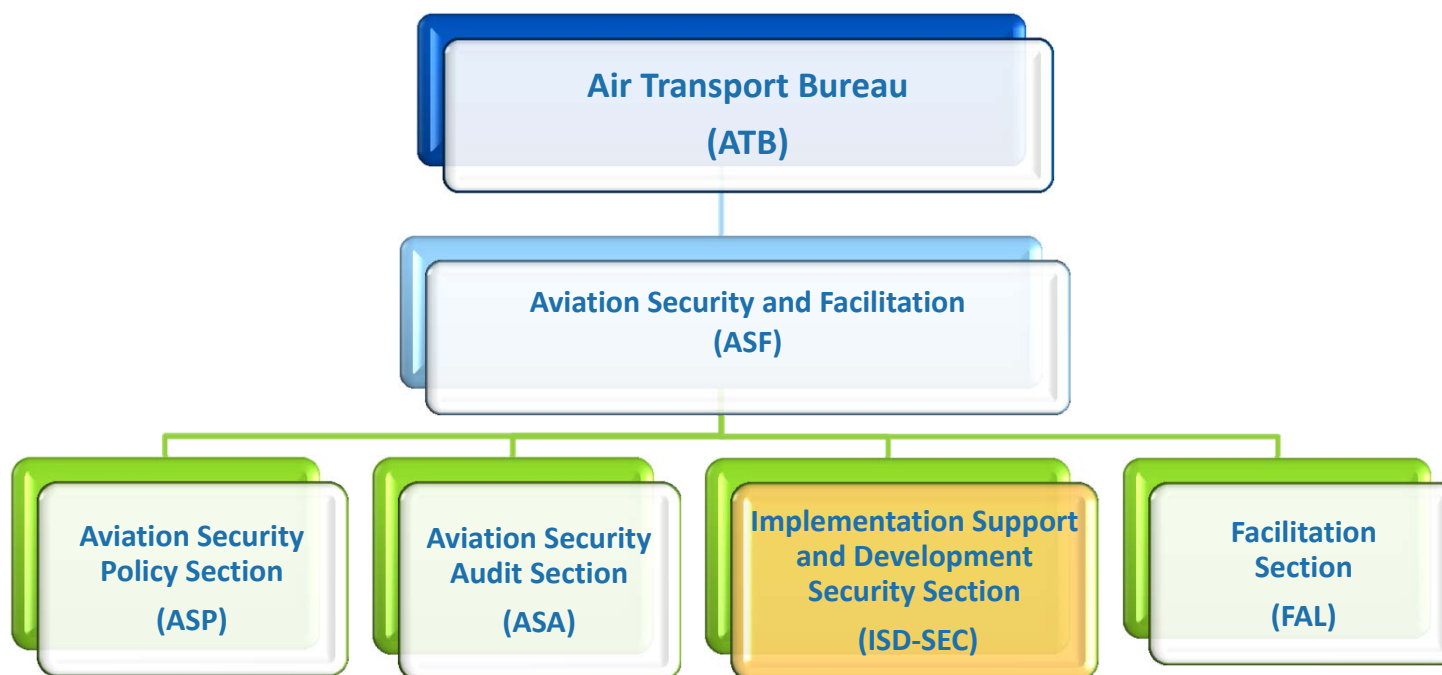 Air Transport Bureau
(ATB)
Aviation Security and Facilitation
(ASF)
Aviation Security
Policy Section
(ASP)
Aviation Security
Audit Section
(ASA)
Implementation Support
and Development
Security Section
(ISD-SEC)
Facilitation
Section
(FAL)